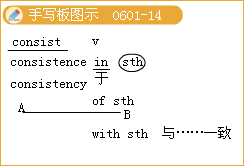 手写板图示 0601-14
consist v
consistence in sth
于
consistency
of sth
A B
with sth 与……一致